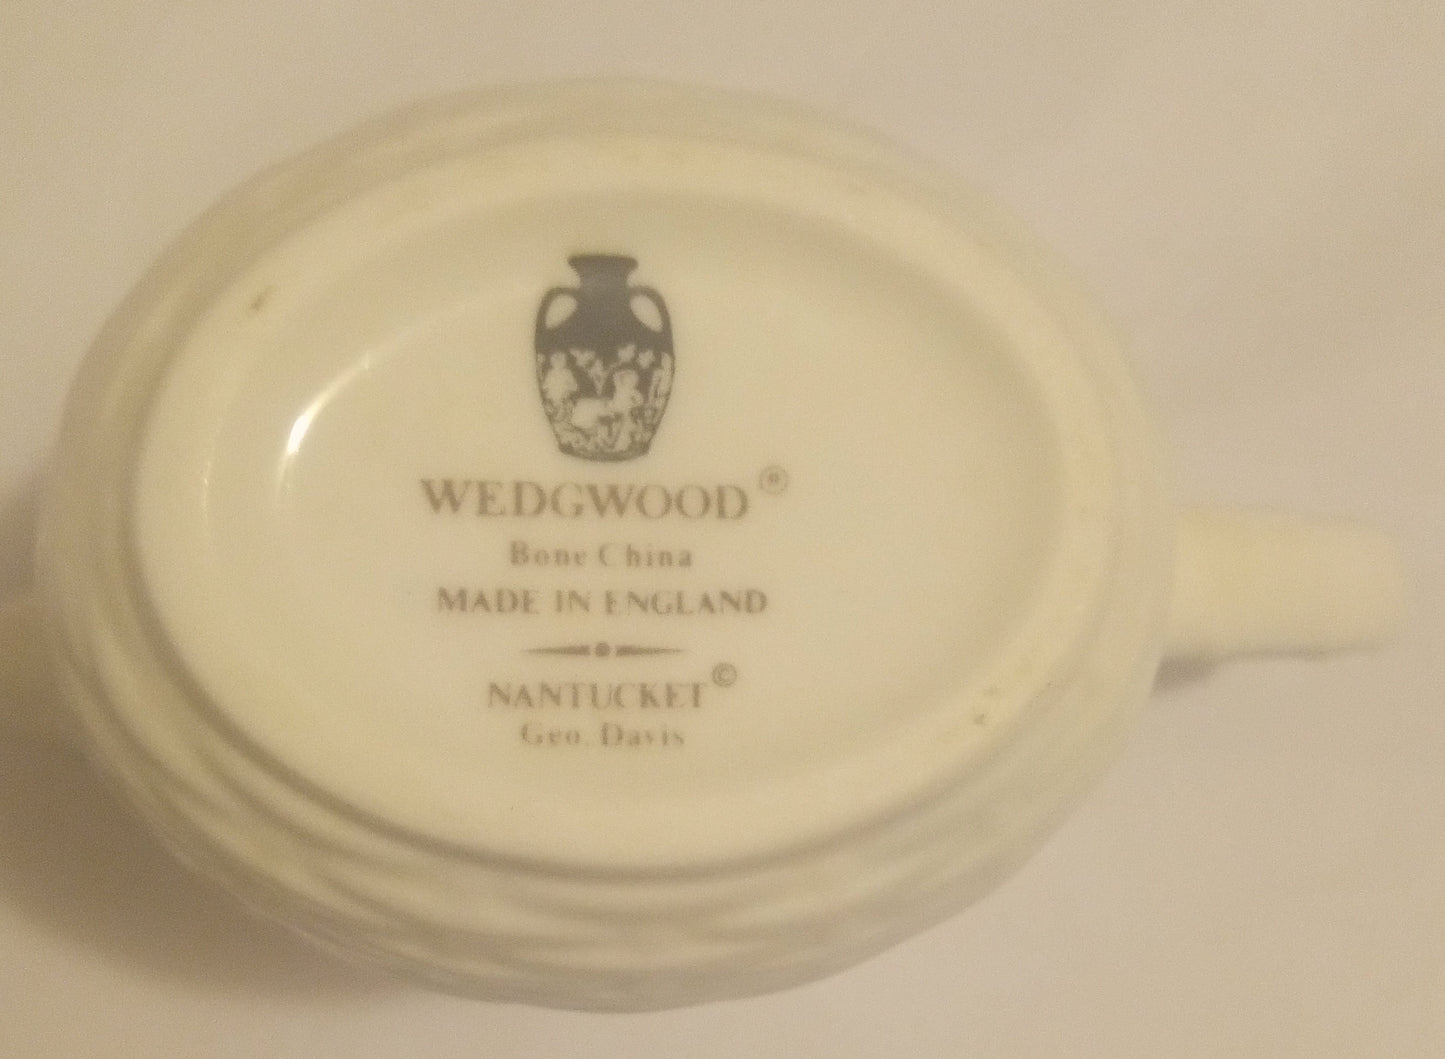 WEDGWOOD®
Bone China
MADE IN ENGLAND
NANTUCKET©
Geo. Davis